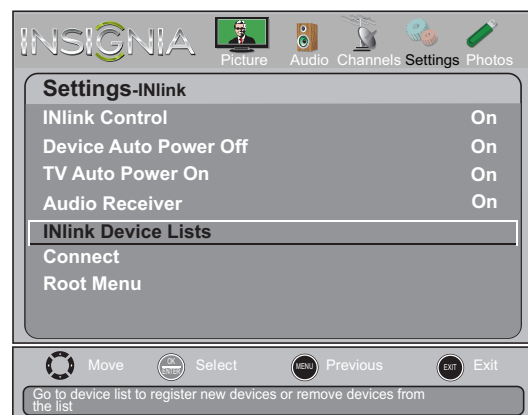 INSIGNIA
Picture Audio Channels Settings Photos
Settings-INlink
INlink Control On
Device Auto Power Off On
TV Auto Power On On
Audio Receiver On
INlink Device Lists
Connect
Root Menu
Move OK ENTER Select MENU Previous EXIT Exit
Go to device list to register new devices or remove devices from
the list